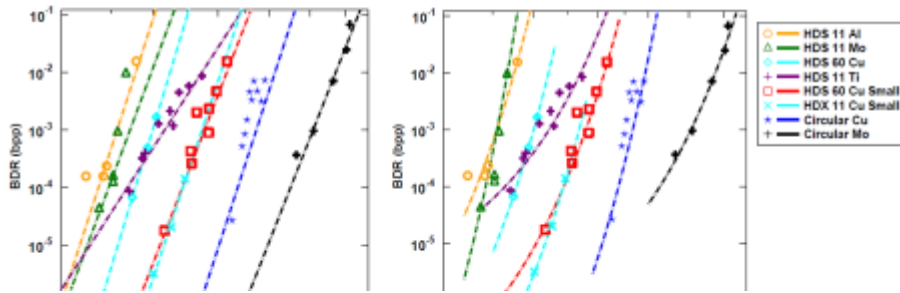 10⁻¹
10⁻²
10⁻³
10⁻⁴
10⁻⁵
BDR (bpp)
10⁻¹
10⁻²
10⁻³
10⁻⁴
10⁻⁵
BDR (bpp)
HDS 11 Al
HDS 11 Mo
HDS 60 Cu
HDS 11 Ti
HDS 60 Cu Small
HDX 11 Cu Small
Circular Cu
Circular Mo